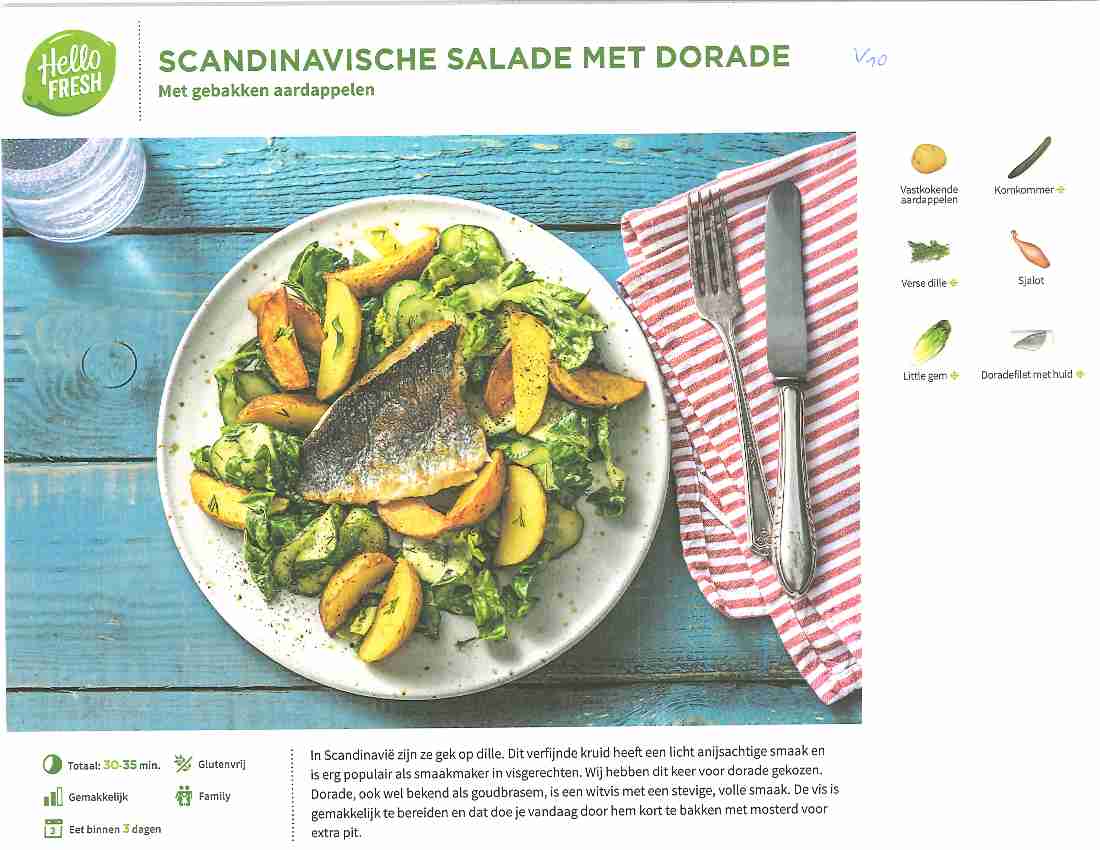 Hello
FRESH
SCANDINAVISCHE SALADE MET DORADE
Met gebakken aardappelen
V10
Vastkokende
aardappelen
Komkommer
Verse dille
Sjalot
Little gem
Doradefilet met huid
Totaal: 30-35 min.
Glutenvrij
Gemakkelijk
Family
3
Eet binnen 3 dagen
In Scandinavië zijn ze gek op dille. Dit verfijnde kruid heeft een licht anijsachtige smaak en
is erg populair als smaakmaker in visgerechten. Wij hebben dit keer voor dorade gekozen.
Dorade, ook wel bekend als goudbrasem, is een witvis met een stevige, volle smaak. De vis is
gemakkelijk te bereiden en dat doe je vandaag door hem kort te bakken met mosterd voor
extra pit.